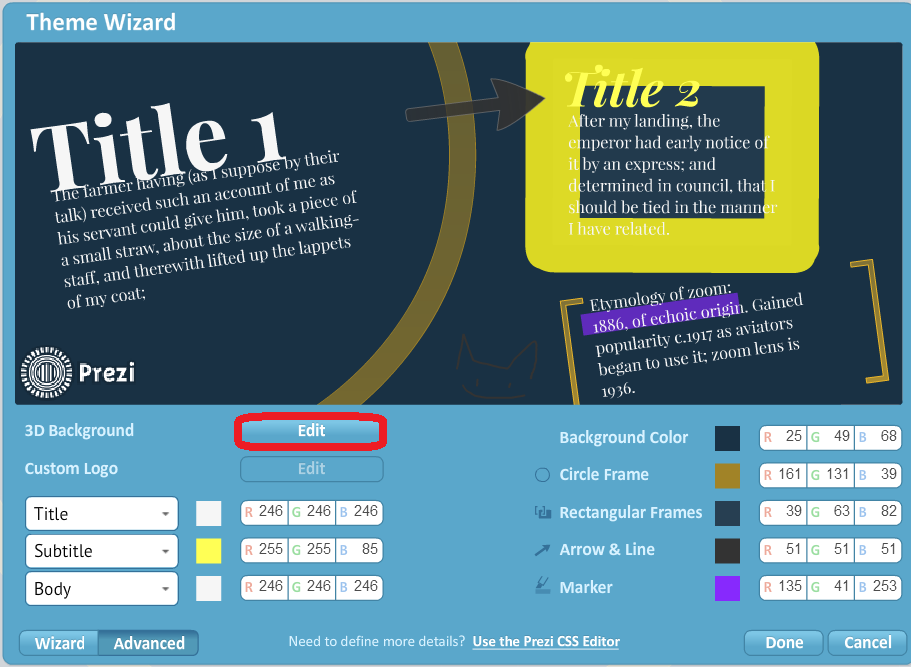 Theme Wizard
Title 1
The farmer having (as I suppose by their
talk) received such an account of me as
his servant could give him, took a piece of
a small straw, about the size of a walking-
staff, and therewith lifted up the lappets
of my coat;
Title 2
After my landing, the
emperor had early notice of
it by an express; and
determined in council, that I
should be tied in the manner
I have related.
Etymology of zoom:
1886, of echoic origin. Gained
popularity c.1917 as aviators
began to use it; zoom lens is
1936.
Prezi
3D Background Edit
Custom Logo Edit
Title R 246 G 246 B 246
Subtitle R 255 G 255 B 85
Body R 246 G 246 B 246
Background Color R 25 G 49 B 68
Circle Frame R 161 G 131 B 39
Rectangular Frames R 39 G 63 B 82
Arrow & Line R 51 G 51 B 51
Marker R 135 G 41 B 253
Wizard Advanced Need to define more details? Use the Prezi CSS Editor Done Cancel